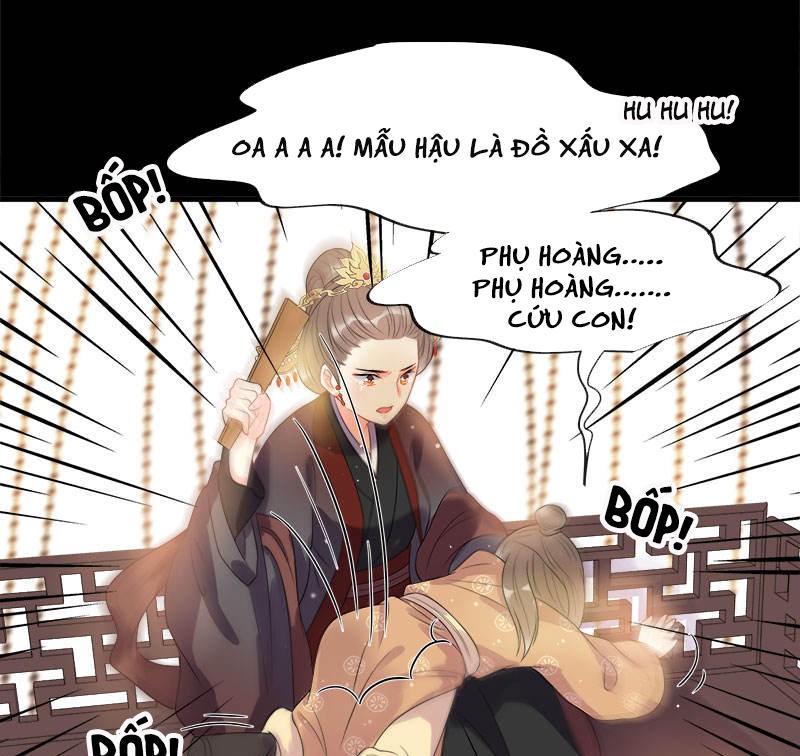 HU HU HU!
OA A A A! MẪU HẬU LÀ ĐỒ XẤU XA!
BỐP!
PHỤ HOÀNG.....
PHỤ HOÀNG.......
CỨU CON!
BỐP!
BỐP!